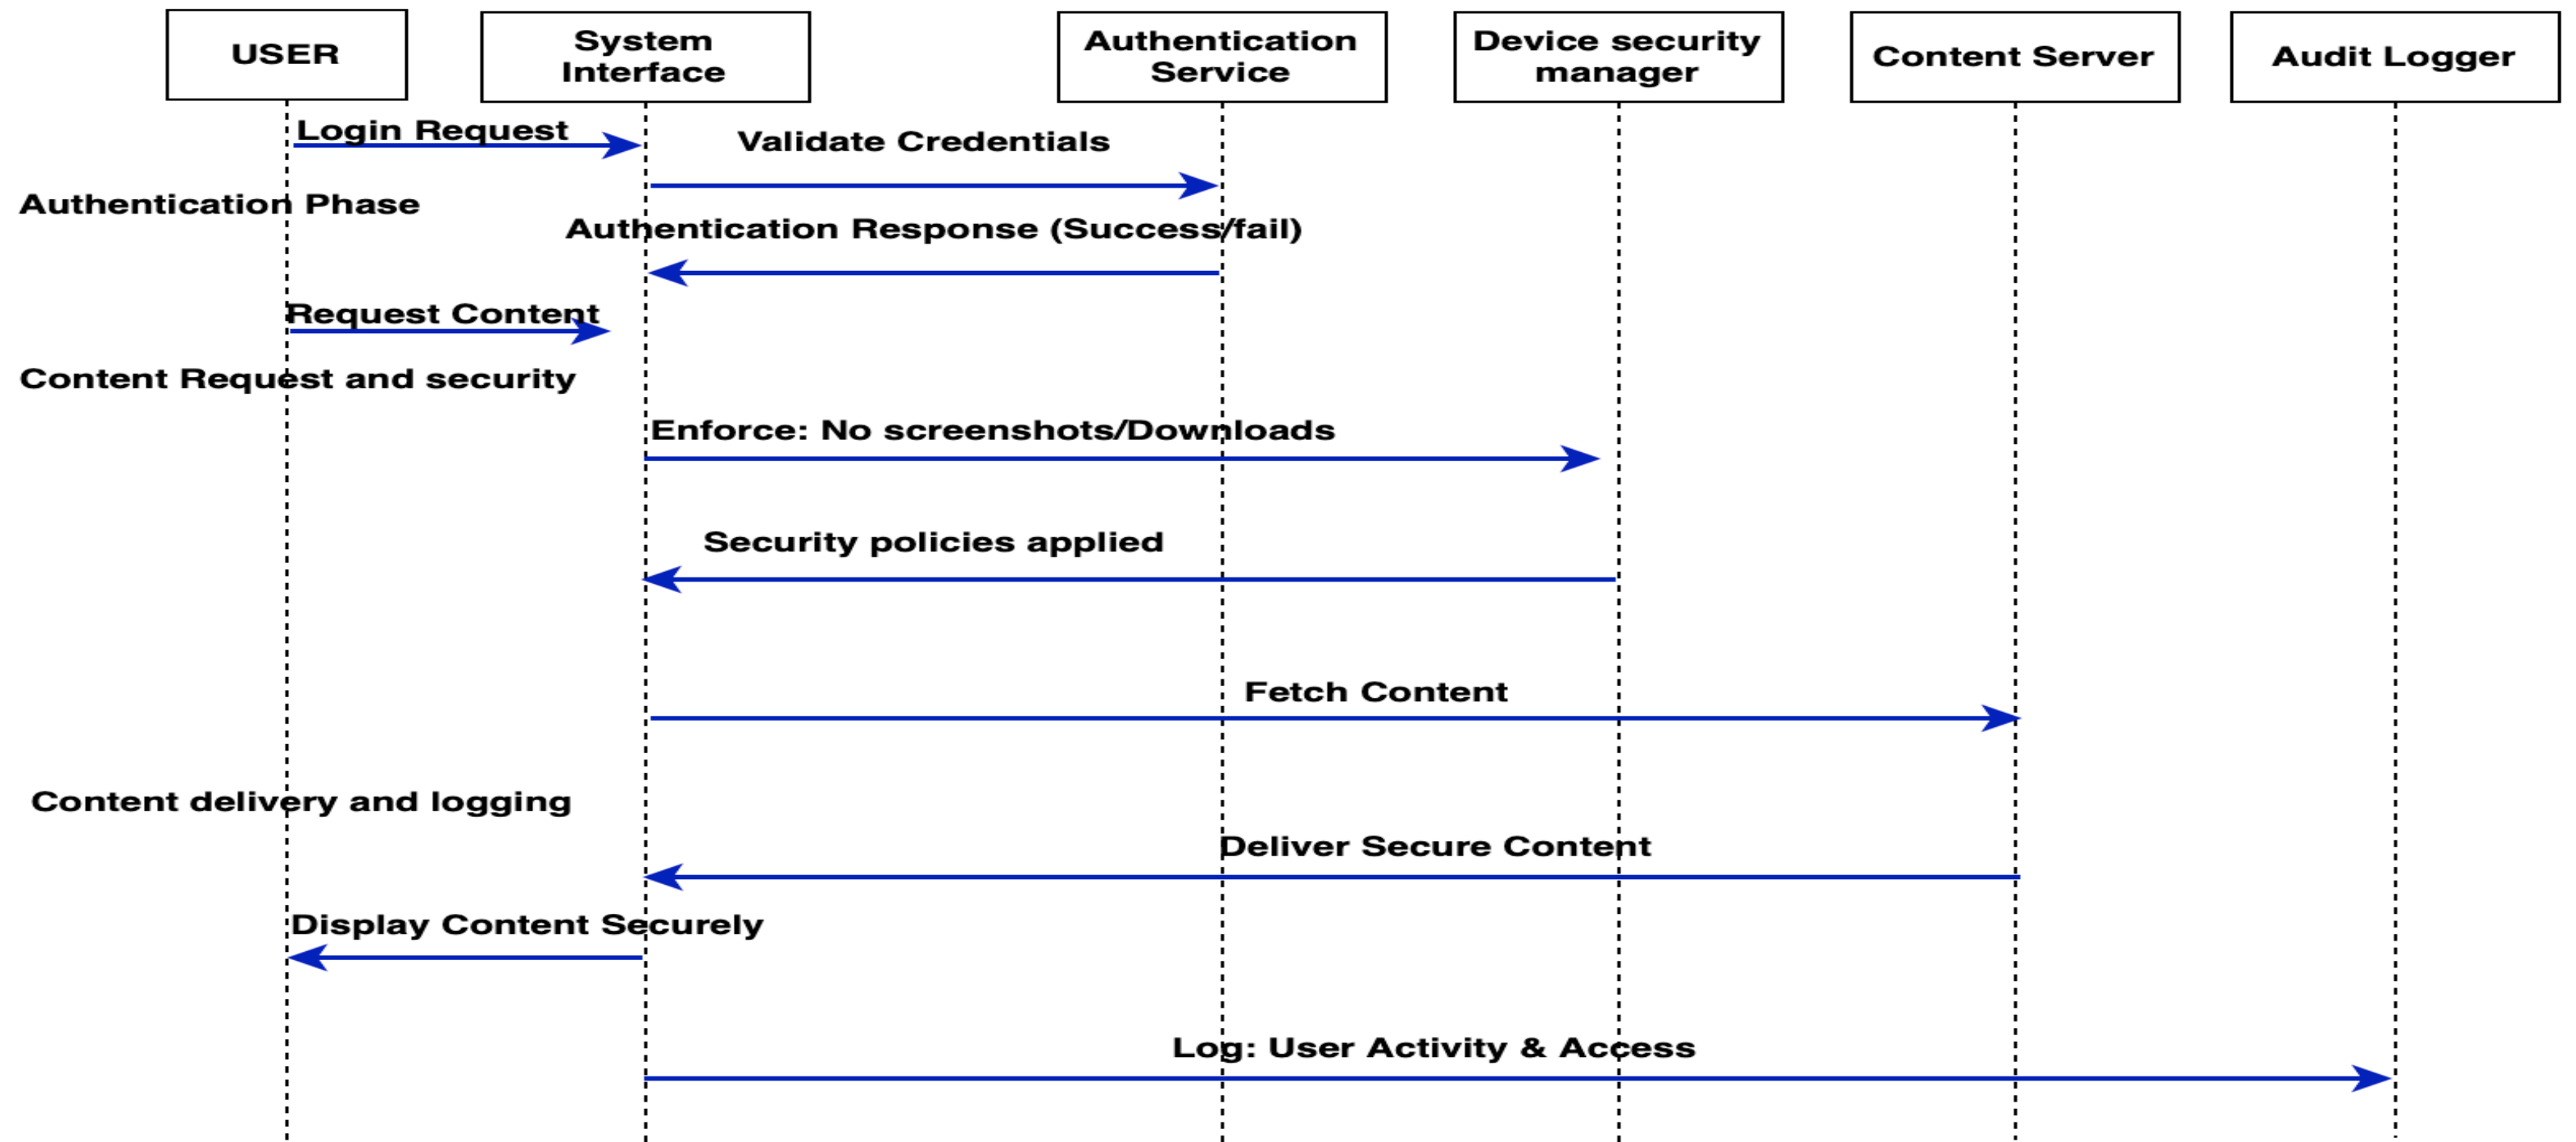 USER
System
Interface
Authentication
Service
Device security
manager
Content Server
Audit Logger
Login Request
Validate Credentials
Authentication Phase
Authentication Response (Success/fail)
Request Content
Content Request and security
Enforce: No screenshots/Downloads
Security policies applied
Fetch Content
Content delivery and logging
Deliver Secure Content
Display Content Securely
Log: User Activity & Access